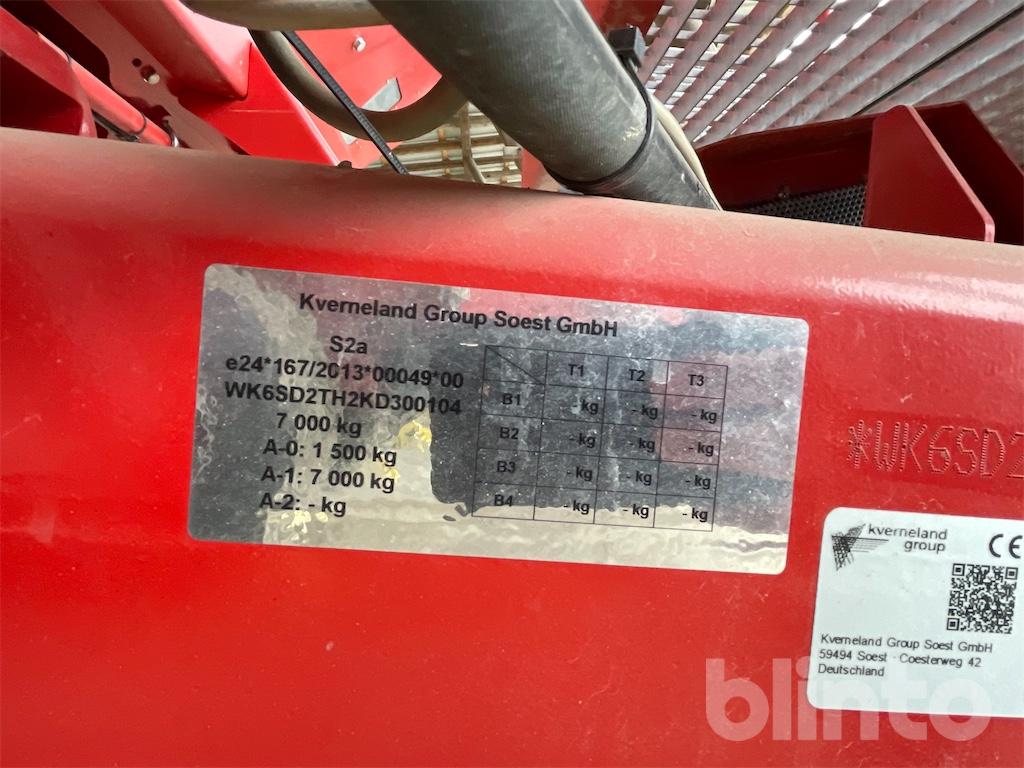 Kverneland Group Soest GmbH
S2a
e24*167/2013*00049*00
WK6SD2TH2KD300104
7 000 kg
A-0: 1 500 kg
A-1: 7 000 kg
A-2: - kg
T1 T2 T3
B1 - kg - kg - kg
B2 - kg - kg - kg
B3 - kg - kg - kg
B4 - kg - kg - kg
*WK6SD2
kverneland
group
CE
Kverneland Group Soest GmbH
59494 Soest · Coesterweg 42
Deutschland
blinto